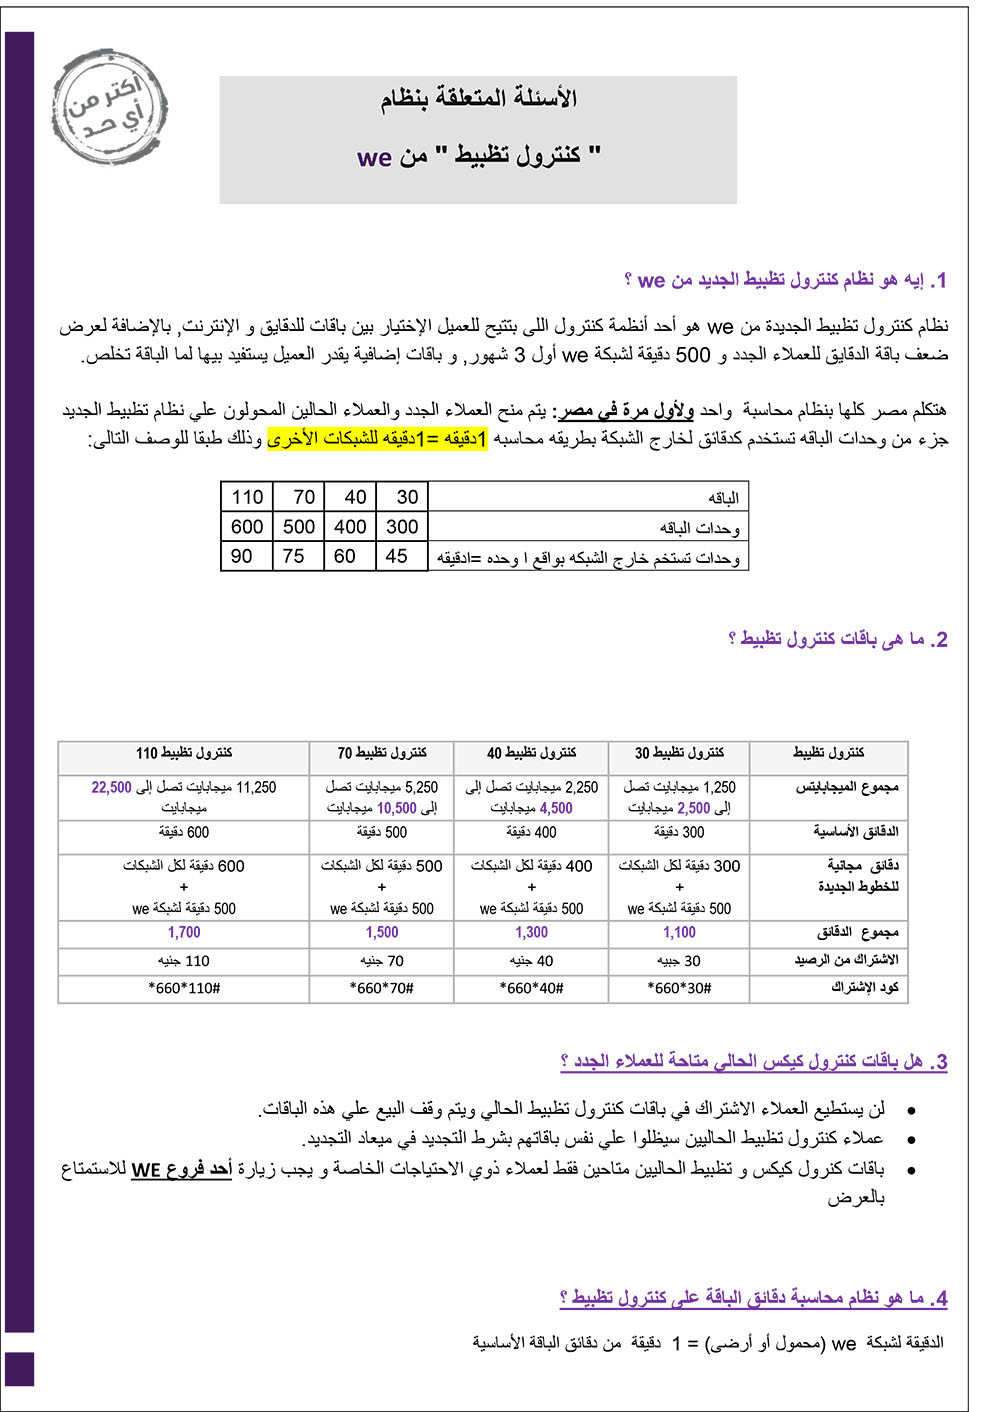 أكتر من
أي حد
الأسئلة المتعلقة بنظام
" كنترول تظبيط " من we
1. إيه هو نظام كنترول تظبيط الجديد من we ؟
نظام كنترول تظبيط الجديدة من we هو أحد أنظمة كنترول اللى بتتيح للعميل الإختيار بين باقات للدقايق و الإنترنت, بالإضافة لعرض
ضعف باقة الدقايق للعملاء الجدد و 500 دقيقة لشبكة we أول 3 شهور, و باقات إضافية يقدر العميل يستفيد بيها لما الباقة تخلص.
هتكلم مصر كلها بنظام محاسبة واحد ولأول مرة في مصر: يتم منح العملاء الجدد والعملاء الحالين المحولون علي نظام تظبيط الجديد
جزء من وحدات الباقه تستخدم كدقائق لخارج الشبكة بطريقه محاسبه 1دقيقه =1دقيقه للشبكات الأخرى وذلك طبقا للوصف التالى:
الباقه 30 40 70 110
وحدات الباقه 300 400 500 600
وحدات تستخم خارج الشبكه بواقع ا وحده =ادقيقه 45 60 75 90
2. ما هى باقات كنترول تظبيط ؟
كنترول تظبيط كنترول تظبيط 30 كنترول تظبيط 40 كنترول تظبيط 70 كنترول تظبيط 110
مجموع الميجابايتس 1,250 ميجابايت تصل 2,250 ميجابايت تصل إلى 5,250 ميجابايت تصل 11,250 ميجابايت تصل إلى 22,500
إلى 2,500 ميجابايت 4,500 ميجابايت إلى 10,500 ميجابايت ميجابايت
الدقائق الأساسية 300 دقيقة 400 دقيقة 500 دقيقة 600 دقيقة
دقائق مجانية 300 دقيقة لكل الشبكات 400 دقيقة لكل الشبكات 500 دقيقة لكل الشبكات 600 دقيقة لكل الشبكات
للخطوط الجديدة + + + +
500 دقيقة لشبكة we 500 دقيقة لشبكة we 500 دقيقة لشبكة we 500 دقيقة لشبكة we
مجموع الدقائق 1,100 1,300 1,500 1,700
الاشتراك من الرصيد 30 جبيه 40 جنيه 70 جنيه 110 جنيه
كود الإشتراك *660*30# *660*40# *660*70# *660*110#
3. هل باقات كنترول كيكس الحالي متاحة للعملاء الجدد ؟
• لن يستطيع العملاء الاشتراك في باقات كنترول تظبيط الحالي ويتم وقف البيع علي هذه الباقات.
• عملاء كنترول تظبيط الحاليين سيظلوا علي نفس باقاتهم بشرط التجديد في ميعاد التجديد.
• باقات كنرول كيكس و تظبيط الحاليين متاحين فقط لعملاء ذوي الاحتياجات الخاصة و يجب زيارة أحد فروع WE للاستمتاع
بالعرض
4. ما هو نظام محاسبة دقائق الباقة على كنترول تظبيط ؟
الدقيقة لشبكة we (محمول أو أرضى) = 1 دقيقة من دقائق الباقة الأساسية